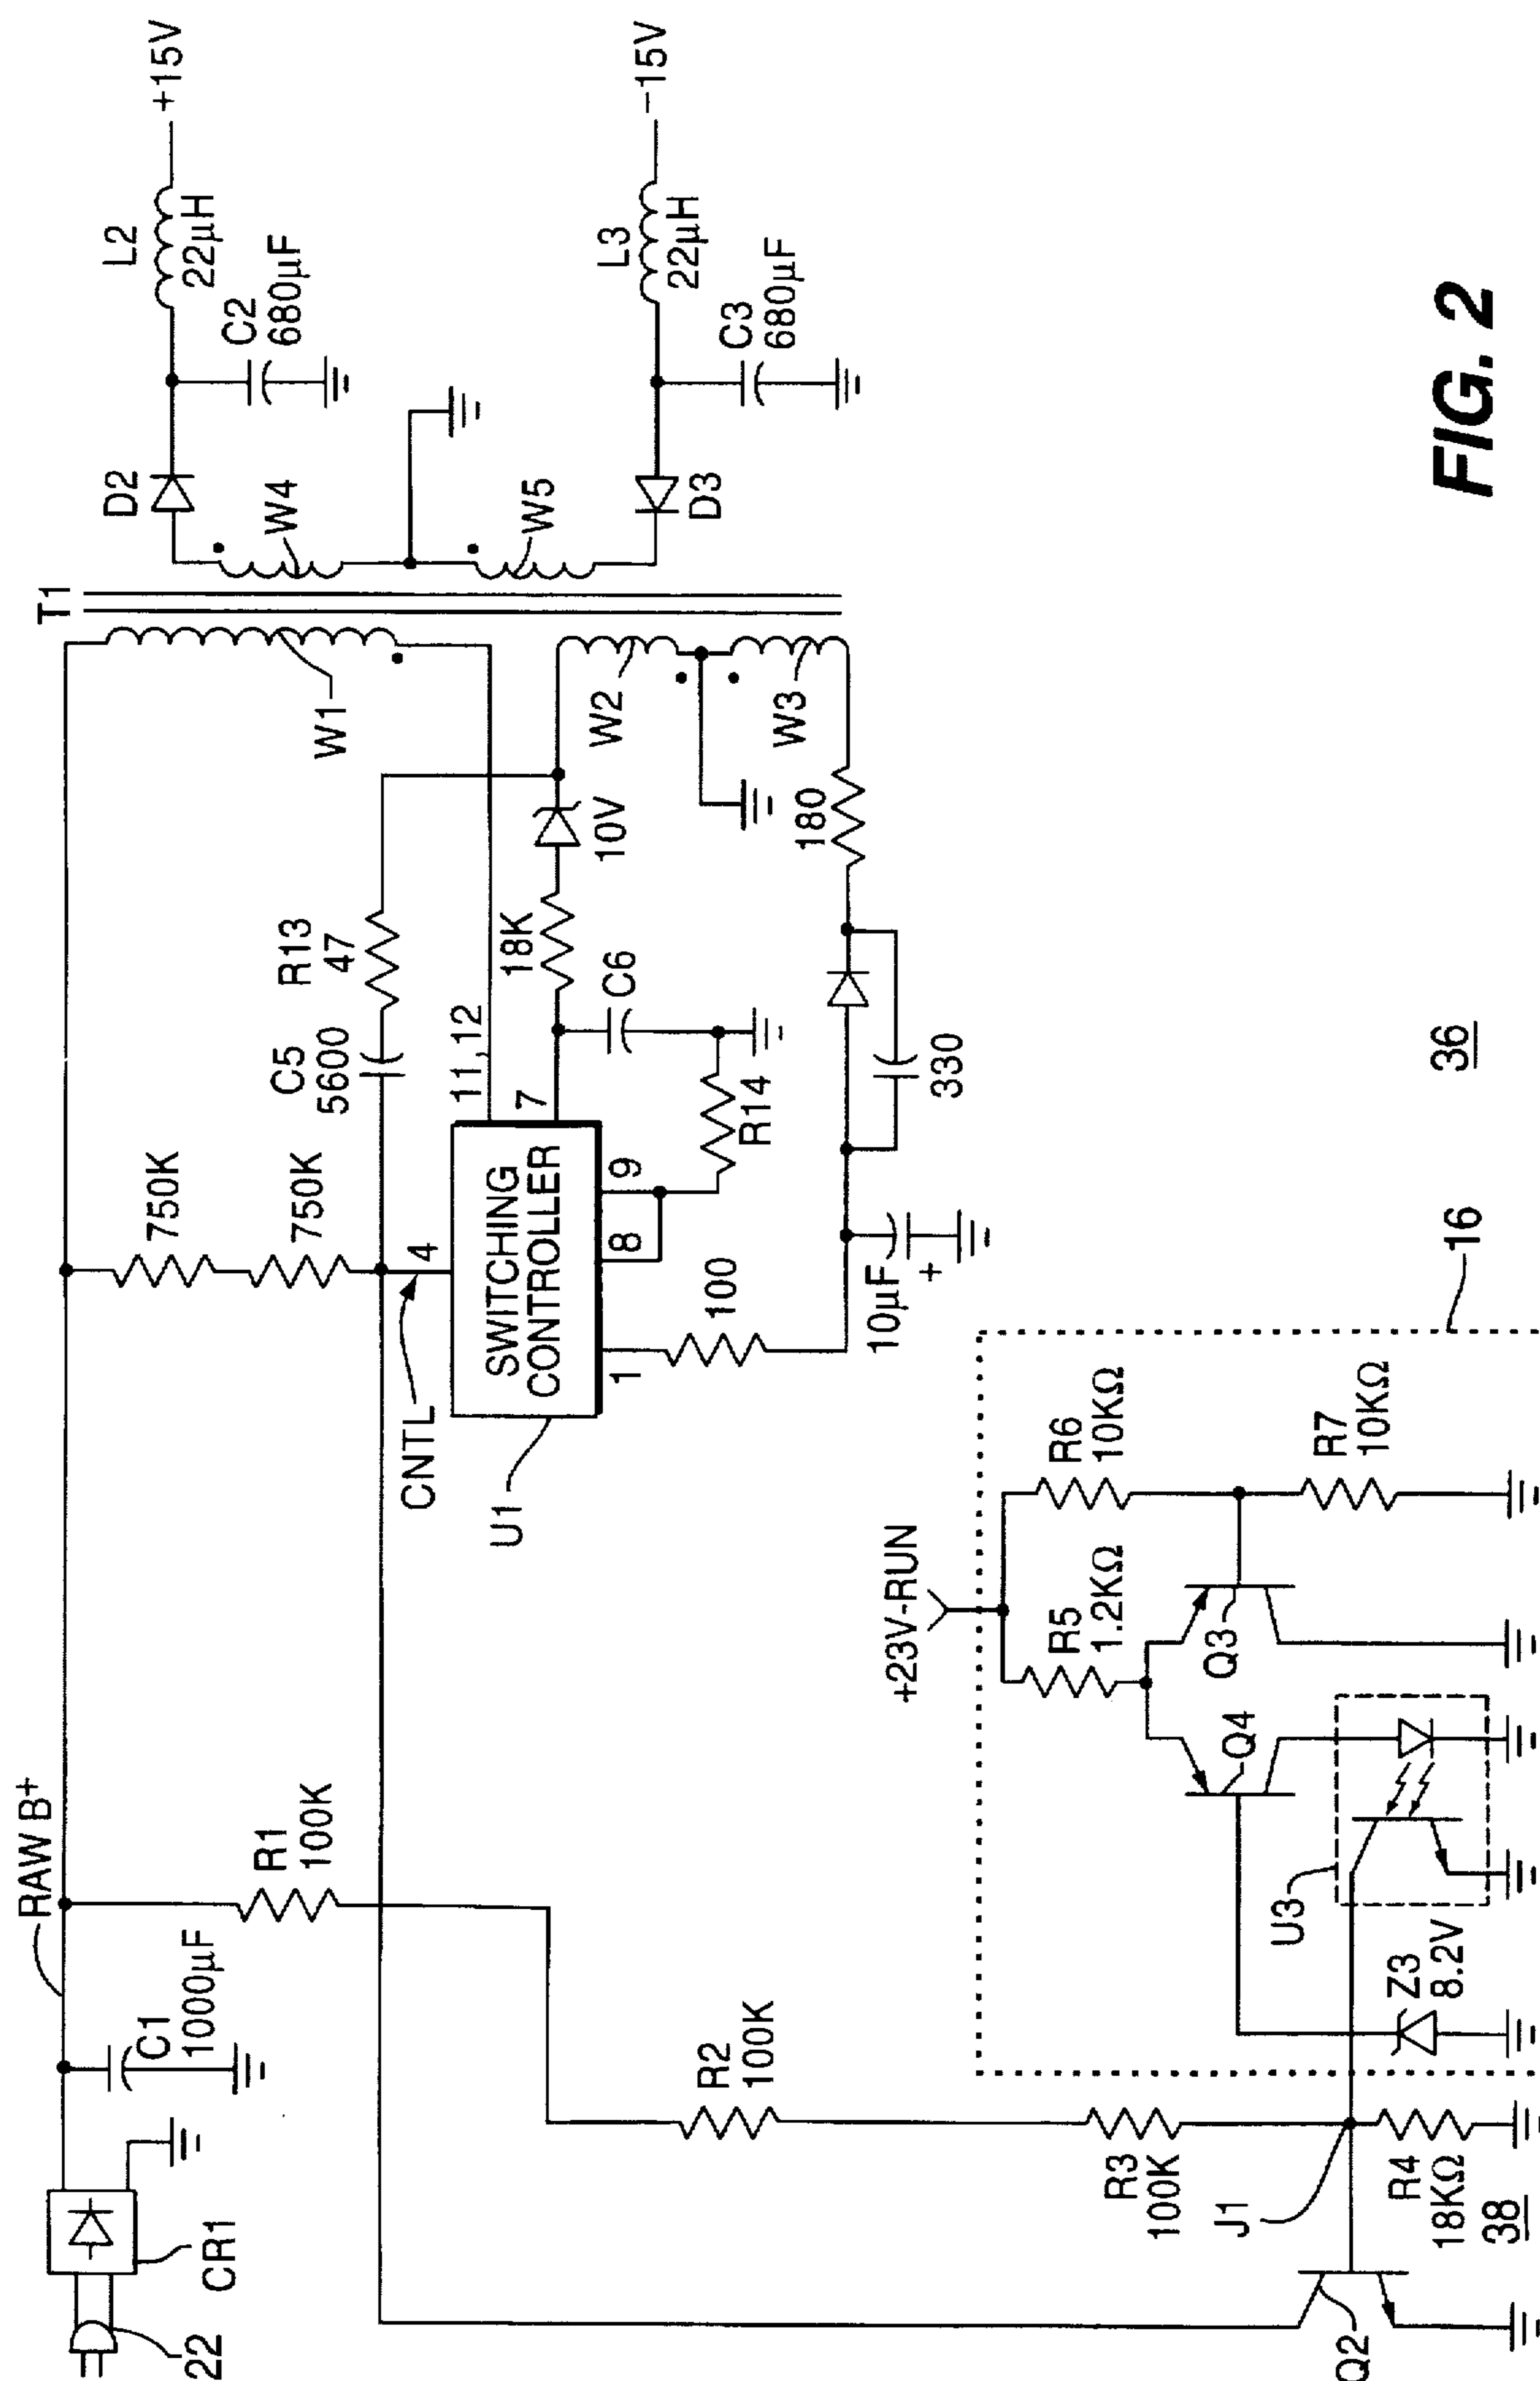 22
CR1
C1
1000µF
RAW B+
R1
100K
R2
100K
R3
100K
J1
R4
18KΩ
38
Q2
750K
750K
CNTL
4
U1
SWITCHING
CONTROLLER
1
8
9
7
11,12
C5
5600
R13
47
18K
10V
C6
R14
100
10µF
+
330
180
W1
W2
W3
T1
W4
W5
D2
D3
L2
22µH
C2
680µF
+15V
L3
22µH
C3
680µF
-15V
+23V-RUN
R5
1.2KΩ
R6
10KΩ
R7
10KΩ
Q3
Q4
U3
Z3
8.2V
16
36
FIG. 2